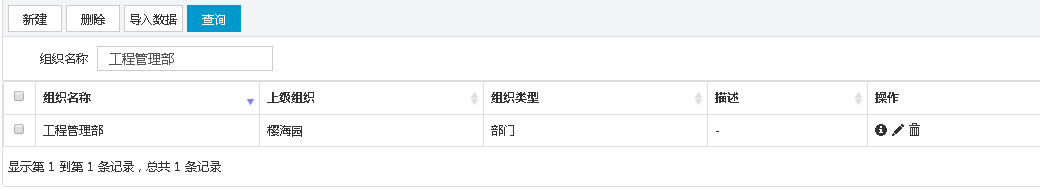 新建 删除 导入数据 查询
组织名称 工程管理部
组织名称 上级组织 组织类型 描述 操作
工程管理部 樱海园 部门 -
显示第 1 到第 1 条记录，总共 1 条记录